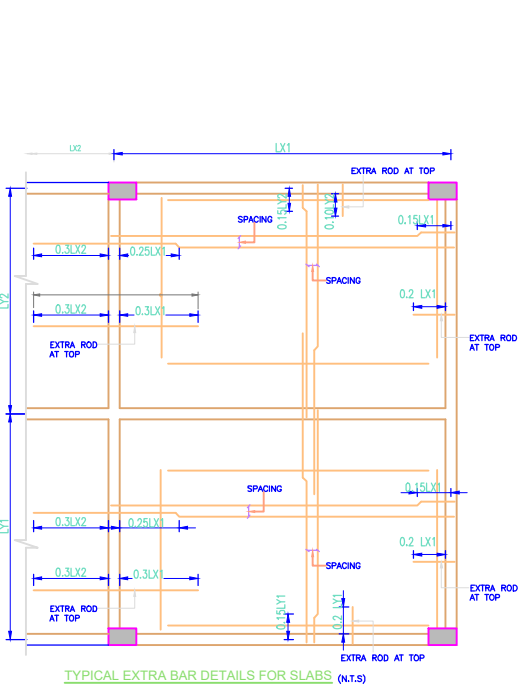 LX2
LX1
EXTRA ROD AT TOP
0.15LY2
0.10LY2
0.15LX1
SPACING
0.3LX2
0.25LX1
SPACING
LY2
0.2 LX1
0.3LX2
0.3LX1
EXTRA ROD
AT TOP
EXTRA ROD
AT TOP
0.15LX1
SPACING
LY1
0.3LX2
0.25LX1
0.2 LX1
SPACING
0.3LX2
0.3LX1
EXTRA ROD
AT TOP
0.15LY1
0.2 LY1
EXTRA ROD
AT TOP
EXTRA ROD AT TOP
TYPICAL EXTRA BAR DETAILS FOR SLABS (N.T.S)